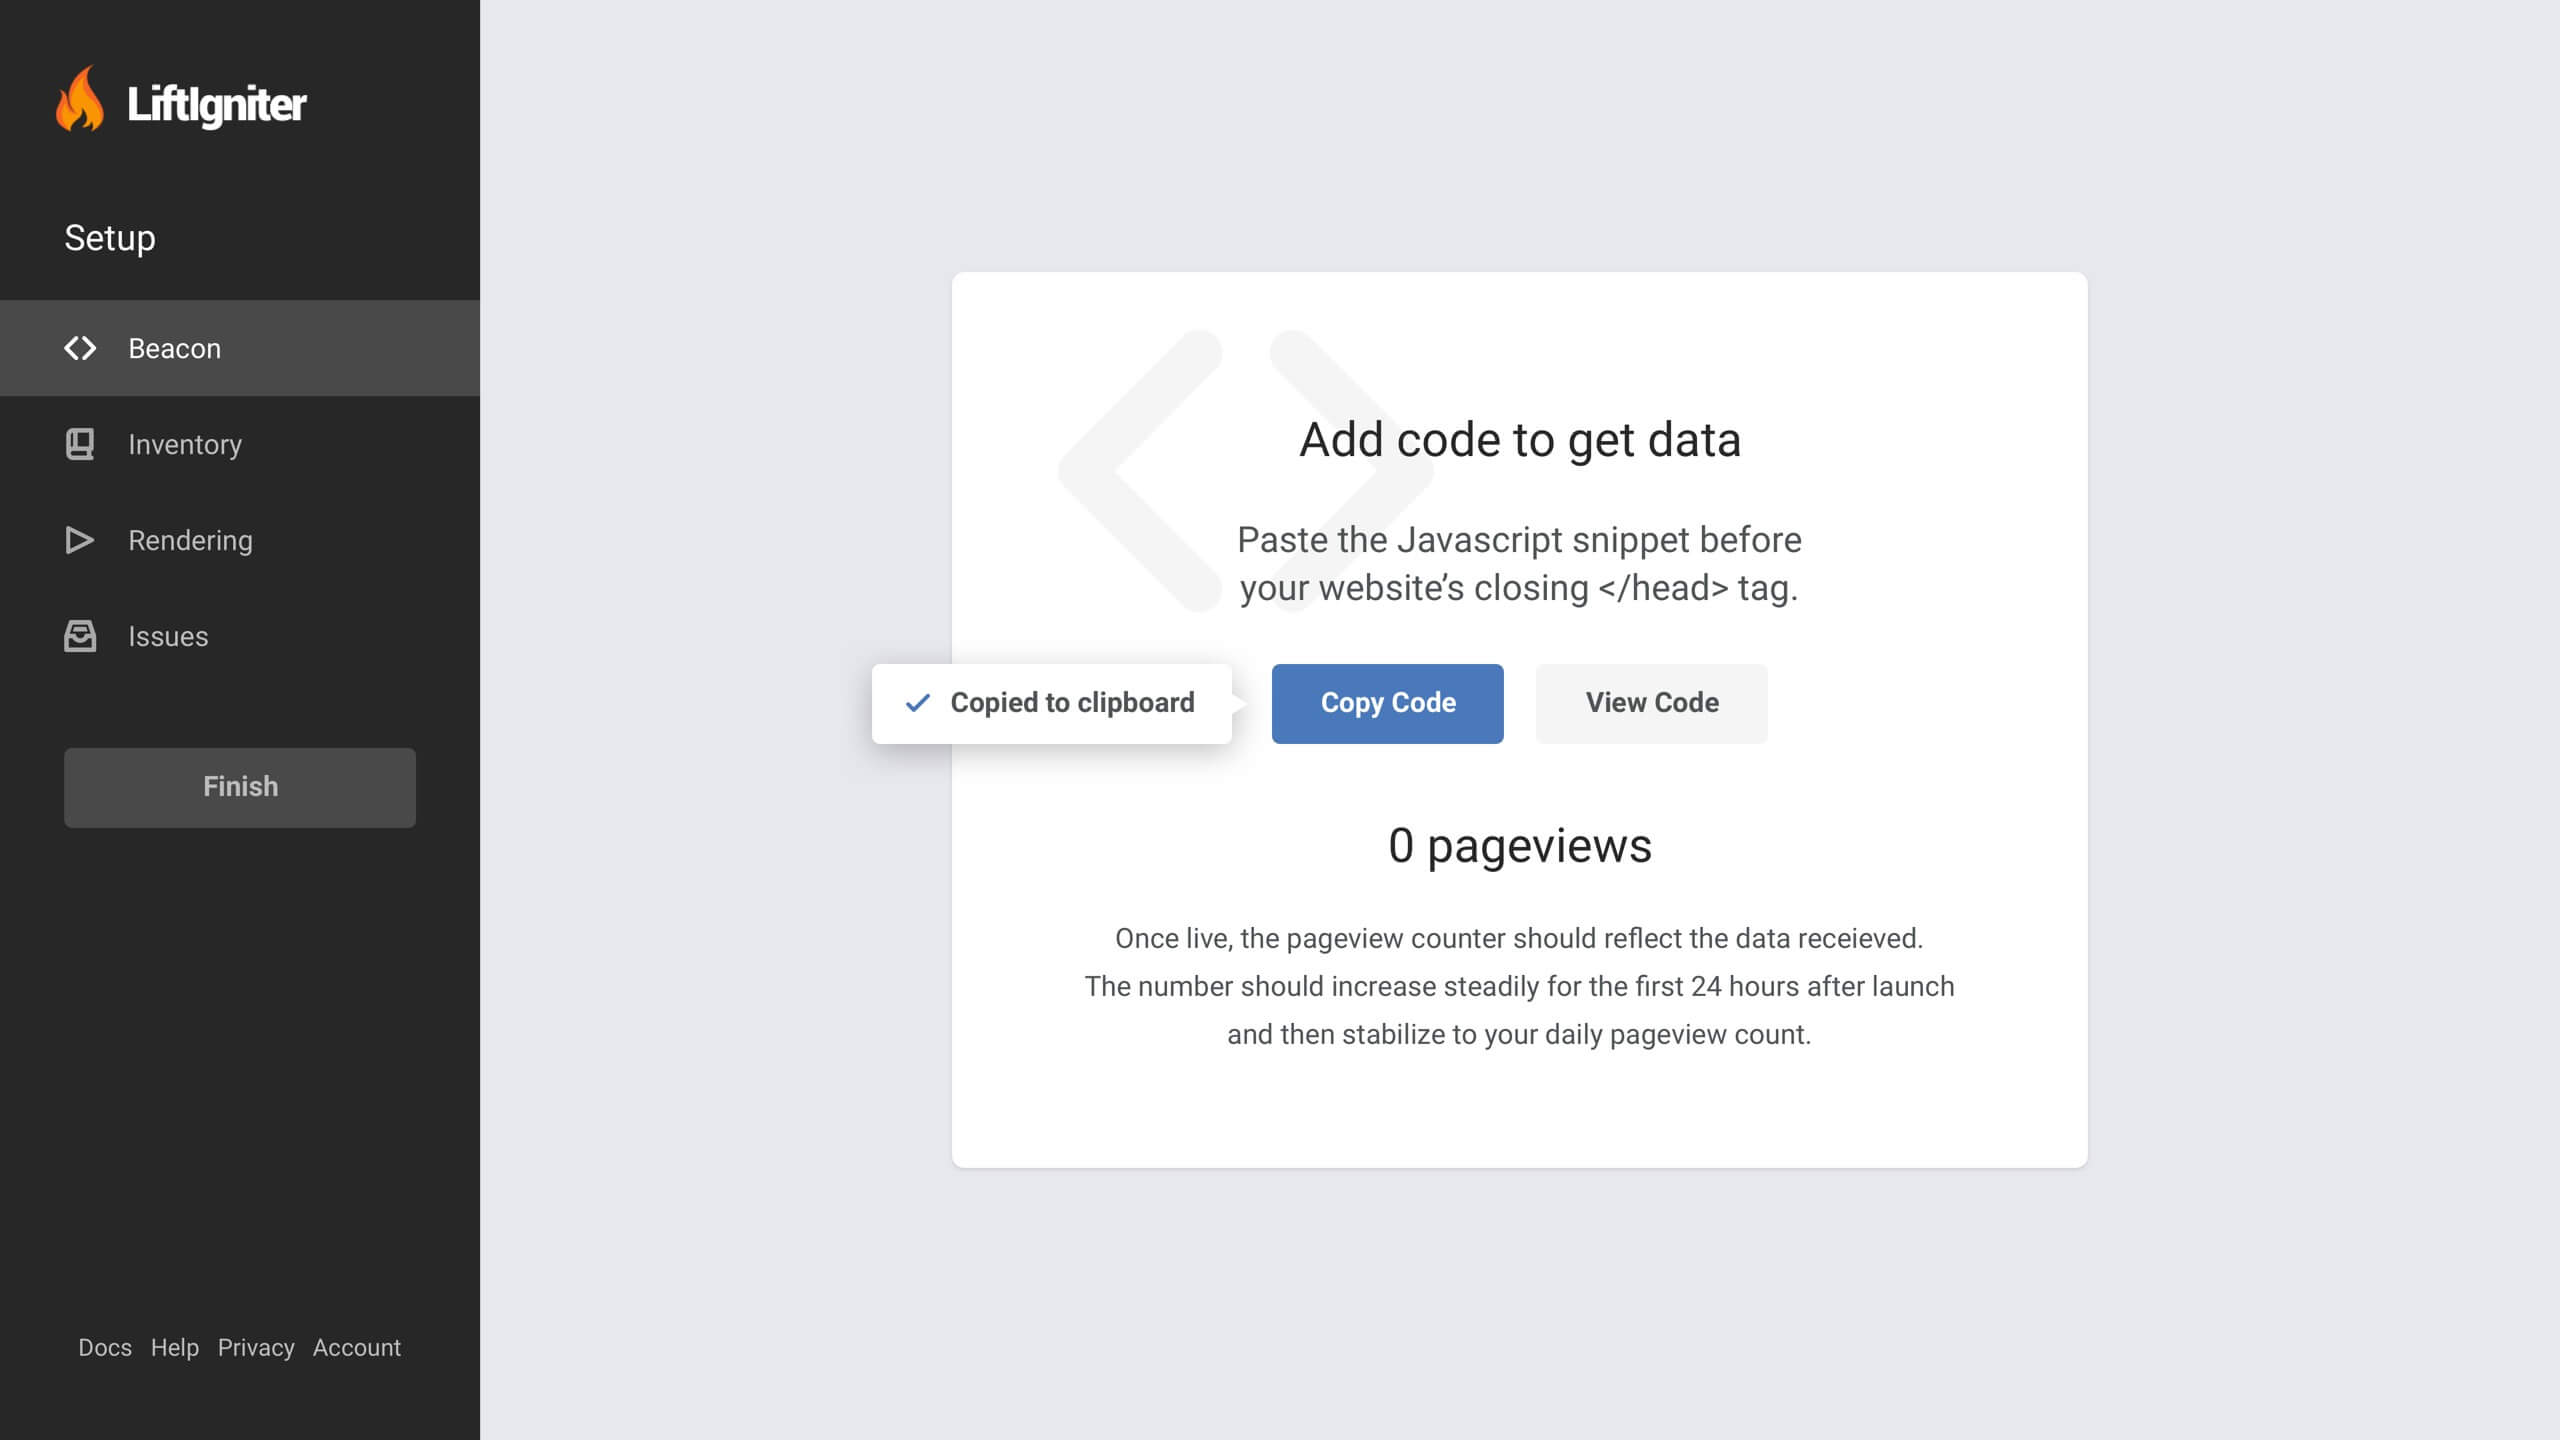 LiftIgniter
Setup
Beacon
Inventory
Rendering
Issues
Finish
Docs Help Privacy Account
Add code to get data
Paste the Javascript snippet before
your website’s closing </head> tag.
Copied to clipboard
Copy Code
View Code
0 pageviews
Once live, the pageview counter should reflect the data receieved.
The number should increase steadily for the first 24 hours after launch
and then stabilize to your daily pageview count.